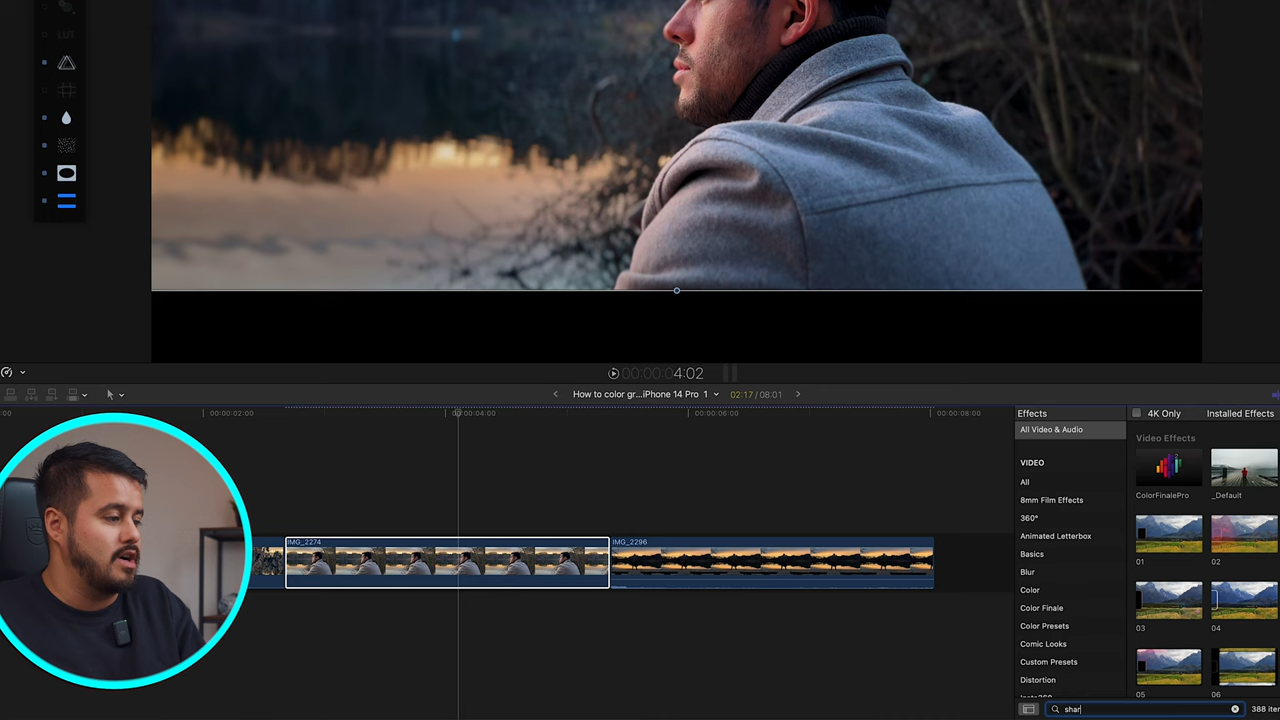 LUT
00:00:00:04:02
How to color gr...iPhone 14 Pro 1
02:17 / 08:01
00:00:02:00
00:00:04:00
00:00:06:00
00:00:08:00
IMG_2274
IMG_2296
Effects
4K Only
Installed Effects
All Video & Audio
VIDEO
All
8mm Film Effects
360°
Animated Letterbox
Basics
Blur
Color
Color Finale
Color Presets
Comic Looks
Custom Presets
Distortion
Video Effects
ColorFinalePro
_Default
01
02
03
04
05
06
shar
388 iter